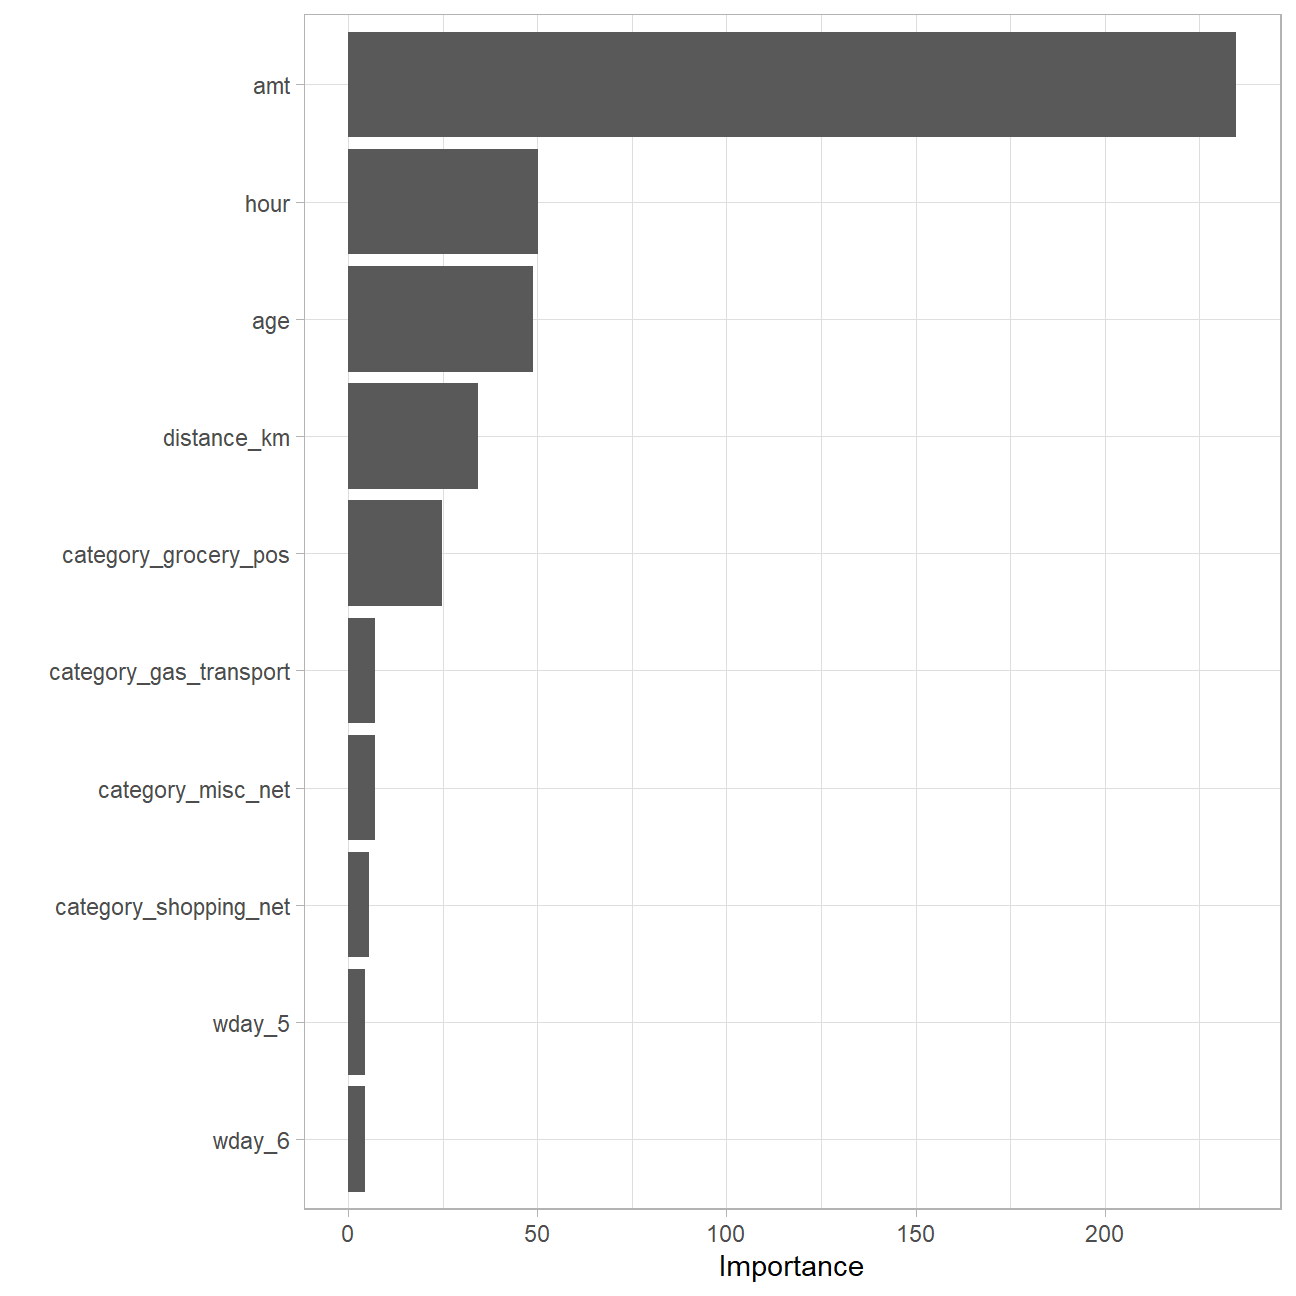 amt
hour
age
distance_km
category_grocery_pos
category_gas_transport
category_misc_net
category_shopping_net
wday_5
wday_6
0 50 100 150 200
Importance